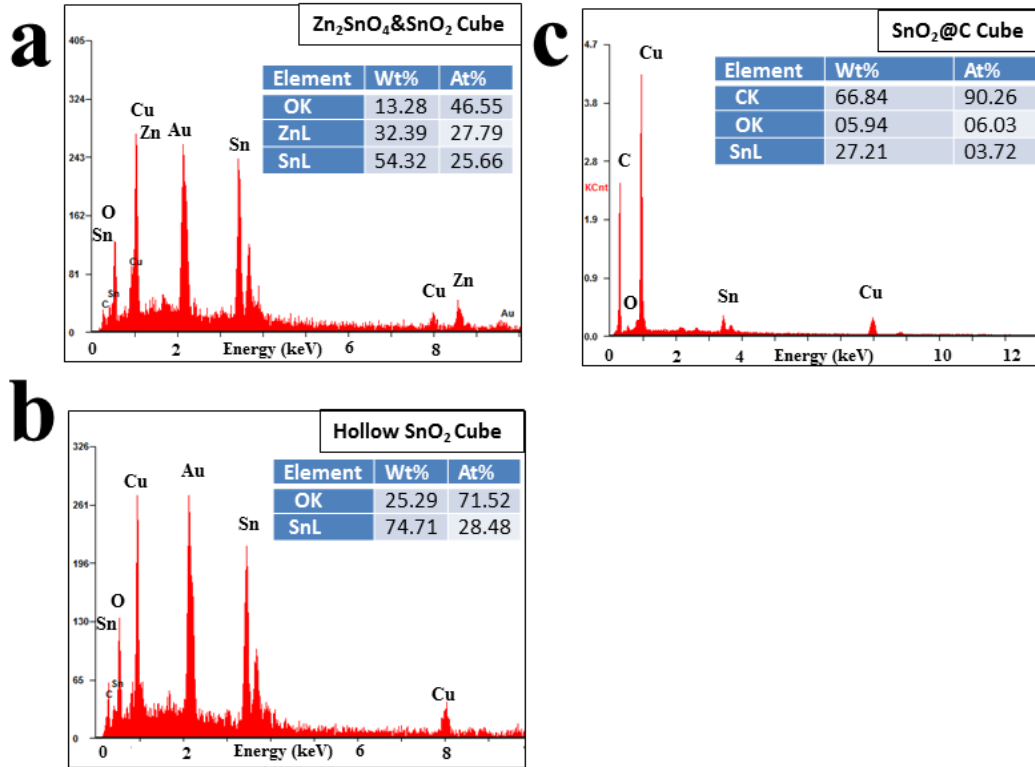 a
Zn₂SnO₄&SnO₂ Cube
405
324
243
162
81
0
Element Wt% At%
OK 13.28 46.55
ZnL 32.39 27.79
SnL 54.32 25.66
Cu
Zn
Au
Sn
O
Sn
Cu
Sn
C
Cu
Zn
Au
0 2 Energy (keV) 6 8
b
Hollow SnO₂ Cube
326
261
196
130
65
0
Element Wt% At%
OK 25.29 71.52
SnL 74.71 28.48
Cu
Au
Sn
O
Sn
Sn
C
Cu
0 2 Energy (keV) 6 8
c
SnO₂@C Cube
4.7
3.8
2.8
KCnt
1.9
0.9
0.0
Element Wt% At%
CK 66.84 90.26
OK 05.94 06.03
SnL 27.21 03.72
Cu
C
O
Sn
Cu
0 2 4 Energy (keV) 10 12